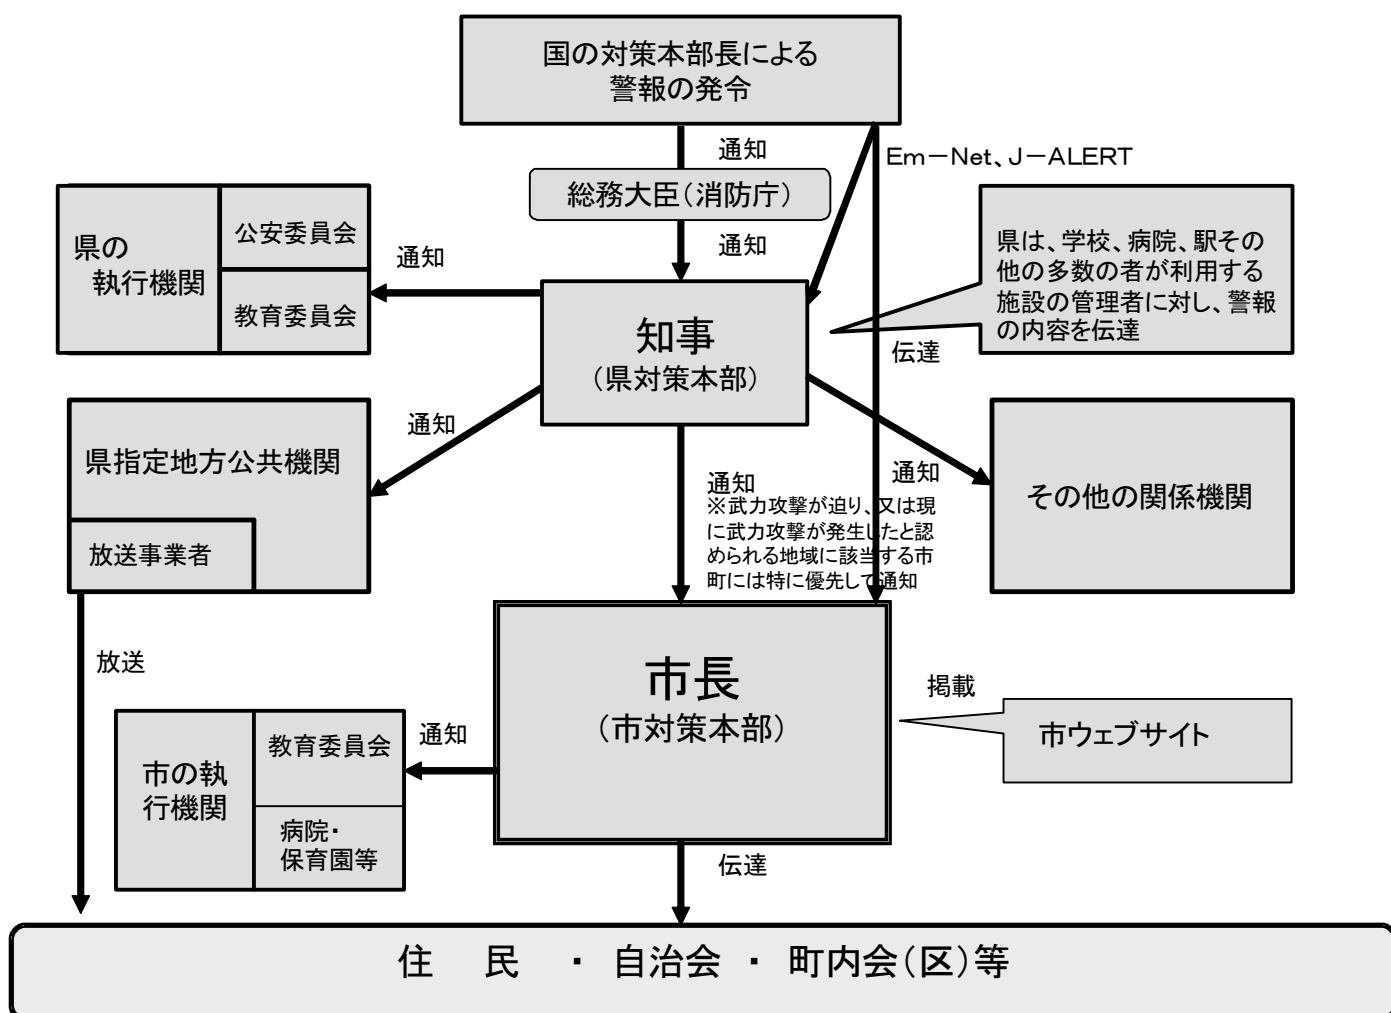 国の対策本部長による
警報の発令
通知
Em－Net、J－ALERT
総務大臣（消防庁）
通知
県の
執行機関
公安委員会
教育委員会
通知
県は、学校、病院、駅その
他の多数の者が利用する
施設の管理者に対し、警報
の内容を伝達
知事
（県対策本部）
伝達
県指定地方公共機関
放送事業者
通知
通知
※武力攻撃が迫り、又は現
に武力攻撃が発生したと認
められる地域に該当する市
町には特に優先して通知
通知
その他の関係機関
放送
市長
（市対策本部）
掲載
市ウェブサイト
市の執
行機関
教育委員会
病院・
保育園等
通知
伝達
住　民　・　自治会　・　町内会（区）等